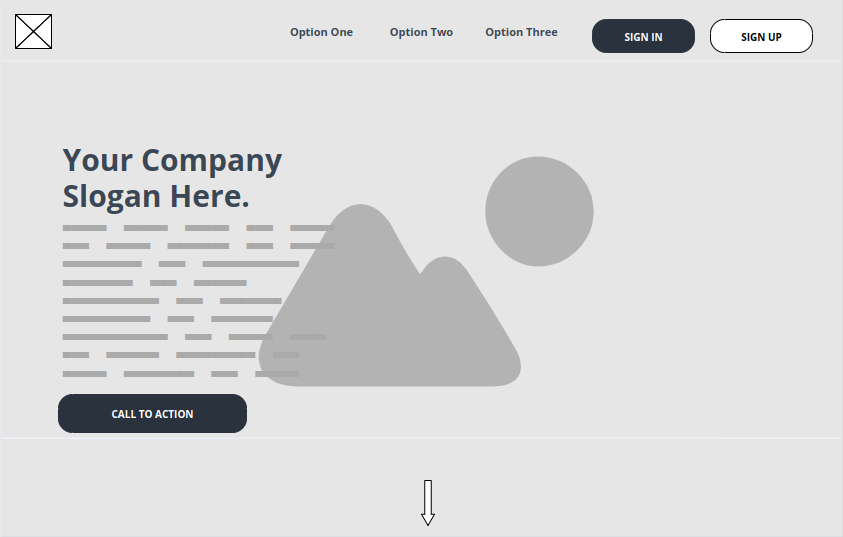 Option One
Option Two
Option Three
SIGN IN
SIGN UP
Your Company
Slogan Here.
CALL TO ACTION